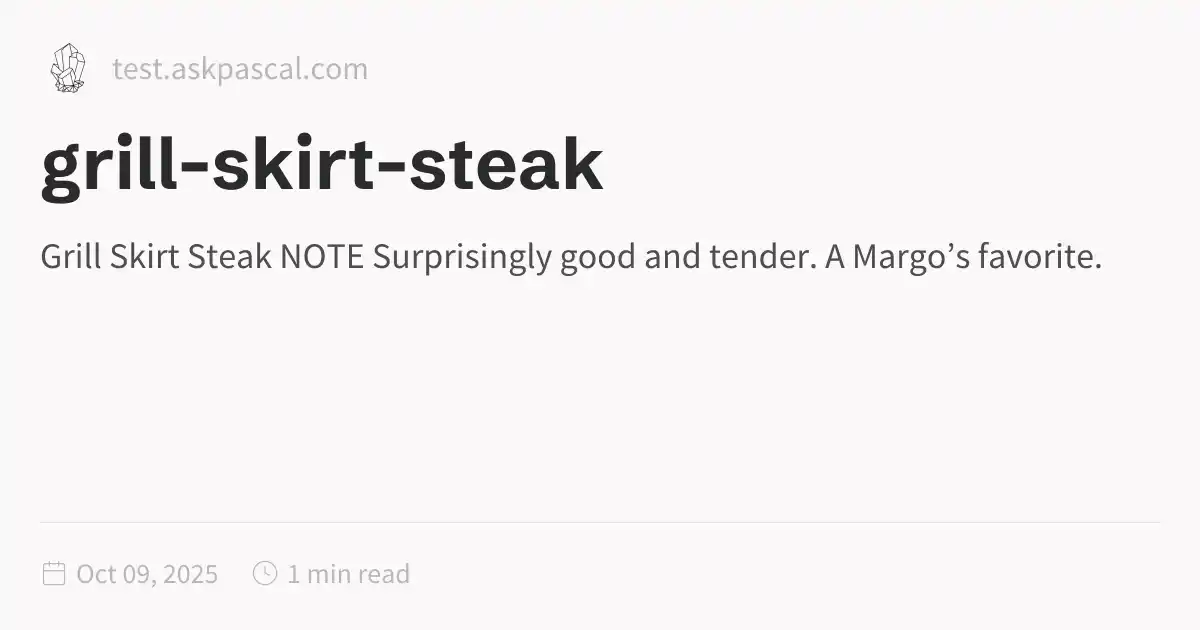 test.askpascal.com
grill-skirt-steak
Grill Skirt Steak NOTE Surprisingly good and tender. A Margo’s favorite.
Oct 09, 2025 1 min read